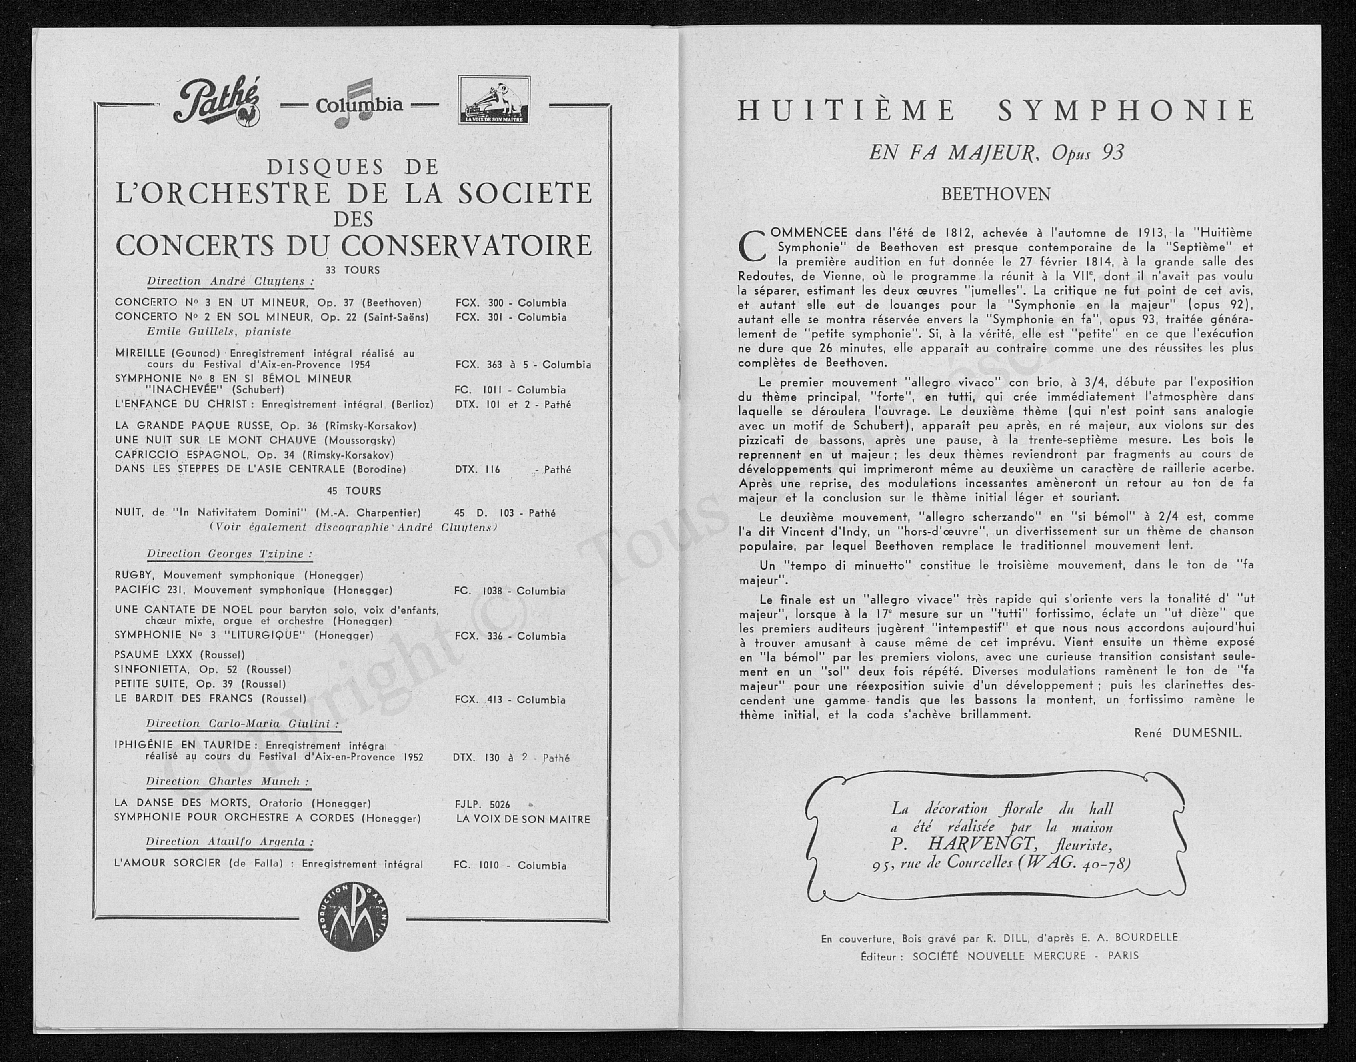 Pathé
Columbia
LA VOIX DE SON MAITRE
DISQUES DE
L'ORCHESTRE DE LA SOCIETE
DES
CONCERTS DU CONSERVATOIRE
33 TOURS
Direction André Cluytens :
CONCERTO No 3 EN UT MINEUR, Op. 37 (Beethoven) FCX. 300 - Columbia
CONCERTO No 2 EN SOL MINEUR, Op. 22 (Saint-Saëns) FCX. 301 - Columbia
Emile Guillels, pianiste
MIREILLE (Gounod) Enregistrement intégral réalisé au
cours du Festival d'Aix-en-Provence 1954 FCX. 363 à 5 - Columbia
SYMPHONIE No 8 EN SI BÉMOL MINEUR
"INACHEVÉE" (Schubert) FC. 1011 - Columbia
L'ENFANCE DU CHRIST : Enregistrement intégral (Berlioz) DTX. 101 et 2 - Pathé
LA GRANDE PAQUE RUSSE, Op. 36 (Rimsky-Korsakov)
UNE NUIT SUR LE MONT CHAUVE (Moussorgsky)
CAPRICCIO ESPAGNOL, Op. 34 (Rimsky-Korsakov)
DANS LES STEPPES DE L'ASIE CENTRALE (Borodine) DTX. 116 - Pathé
45 TOURS
NUIT, de "In Nativitatem Domini" (M.-A. Charpentier) 45 D. 103 - Pathé
(Voir également discographie André Cluytens)
Direction Georges Tzipine :
RUGBY, Mouvement symphonique (Honegger)
PACIFIC 231, Mouvement symphonique (Honegger) FC. 1038 - Columbia
UNE CANTATE DE NOEL pour baryton solo, voix d'enfants,
chœur mixte, orgue et orchestre (Honegger)
SYMPHONIE No 3 "LITURGIQUE" (Honegger) FCX. 336 - Columbia
PSAUME LXXX (Roussel)
SINFONIETTA, Op. 52 (Roussel)
PETITE SUITE, Op. 39 (Roussel)
LE BARDIT DES FRANCS (Roussel) FCX. 413 - Columbia
Direction Carlo-Maria Giulini :
IPHIGÉNIE EN TAURIDE : Enregistrement intégral
réalisé au cours du Festival d'Aix-en-Provence 1952 DTX. 130 à 2 - Pathé
Direction Charles Munch :
LA DANSE DES MORTS, Oratorio (Honegger) FJLP. 5026 -
SYMPHONIE POUR ORCHESTRE A CORDES (Honegger) LA VOIX DE SON MAITRE
Direction Ataulfo Argenta :
L'AMOUR SORCIER (de Falla) : Enregistrement intégral FC. 1010 - Columbia
PRODUCTION GARANTIE
HUITIÈME SYMPHONIE
EN FA MAJEUR, Opus 93
BEETHOVEN
COMMENCEE dans l'été de 1812, achevée à l'automne de 1913, la "Huitième
Symphonie" de Beethoven est presque contemporaine de la "Septième" et
la première audition en fut donnée le 27 février 1814, à la grande salle des
Redoutes, de Vienne, où le programme la réunit à la VIIe, dont il n'avait pas voulu
la séparer, estimant les deux œuvres "jumelles". La critique ne fut point de cet avis,
et autant elle eut de louanges pour la "Symphonie en la majeur" (opus 92),
autant elle se montra réservée envers la "Symphonie en fa", opus 93, traitée généra-
lement de "petite symphonie". Si, à la vérité, elle est "petite" en ce que l'exécution
ne dure que 26 minutes, elle apparaît au contraire comme une des réussites les plus
complètes de Beethoven.
Le premier mouvement "allegro vivaco" con brio, à 3/4, débute par l'exposition
du thème principal, "forte", en tutti, qui crée immédiatement l'atmosphère dans
laquelle se déroulera l'ouvrage. Le deuxième thème (qui n'est point sans analogie
avec un motif de Schubert), apparaît peu après, en ré majeur, aux violons sur des
pizzicati de bassons, après une pause, à la trente-septième mesure. Les bois le
reprennent en ut majeur ; les deux thèmes reviendront par fragments au cours de
développements qui imprimeront même au deuxième un caractère de raillerie acerbe.
Après une reprise, des modulations incessantes amèneront un retour au ton de fa
majeur et la conclusion sur le thème initial léger et souriant.
Le deuxième mouvement, "allegro scherzando" en "si bémol" à 2/4 est, comme
l'a dit Vincent d'Indy, un "hors-d'œuvre", un divertissement sur un thème de chanson
populaire, par lequel Beethoven remplace le traditionnel mouvement lent.
Un "tempo di minuetto" constitue le troisième mouvement, dans le ton de "fa
majeur".
Le finale est un "allegro vivace" très rapide qui s'oriente vers la tonalité d' "ut
majeur", lorsque à la 17e mesure sur un "tutti" fortissimo, éclate un "ut dièze" que
les premiers auditeurs jugèrent "intempestif" et que nous nous accordons aujourd'hui
à trouver amusant à cause même de cet imprévu. Vient ensuite un thème exposé
en "la bémol" par les premiers violons, avec une curieuse transition consistant seule-
ment en un "sol" deux fois répété. Diverses modulations ramènent le ton de "fa
majeur" pour une réexposition suivie d'un développement ; puis les clarinettes des-
cendent une gamme tandis que les bassons la montent, un fortissimo ramène le
thème initial, et la coda s'achève brillamment.
René DUMESNIL.
La décoration florale du hall
a été réalisée par la maison
P. HARVENGT, fleuriste,
95, rue de Courcelles (WAG. 40-78)
En couverture, Bois gravé par R. DILL, d'après E. A. BOURDELLE
Éditeur : SOCIÉTÉ NOUVELLE MERCURE - PARIS
Copyright © - Tous